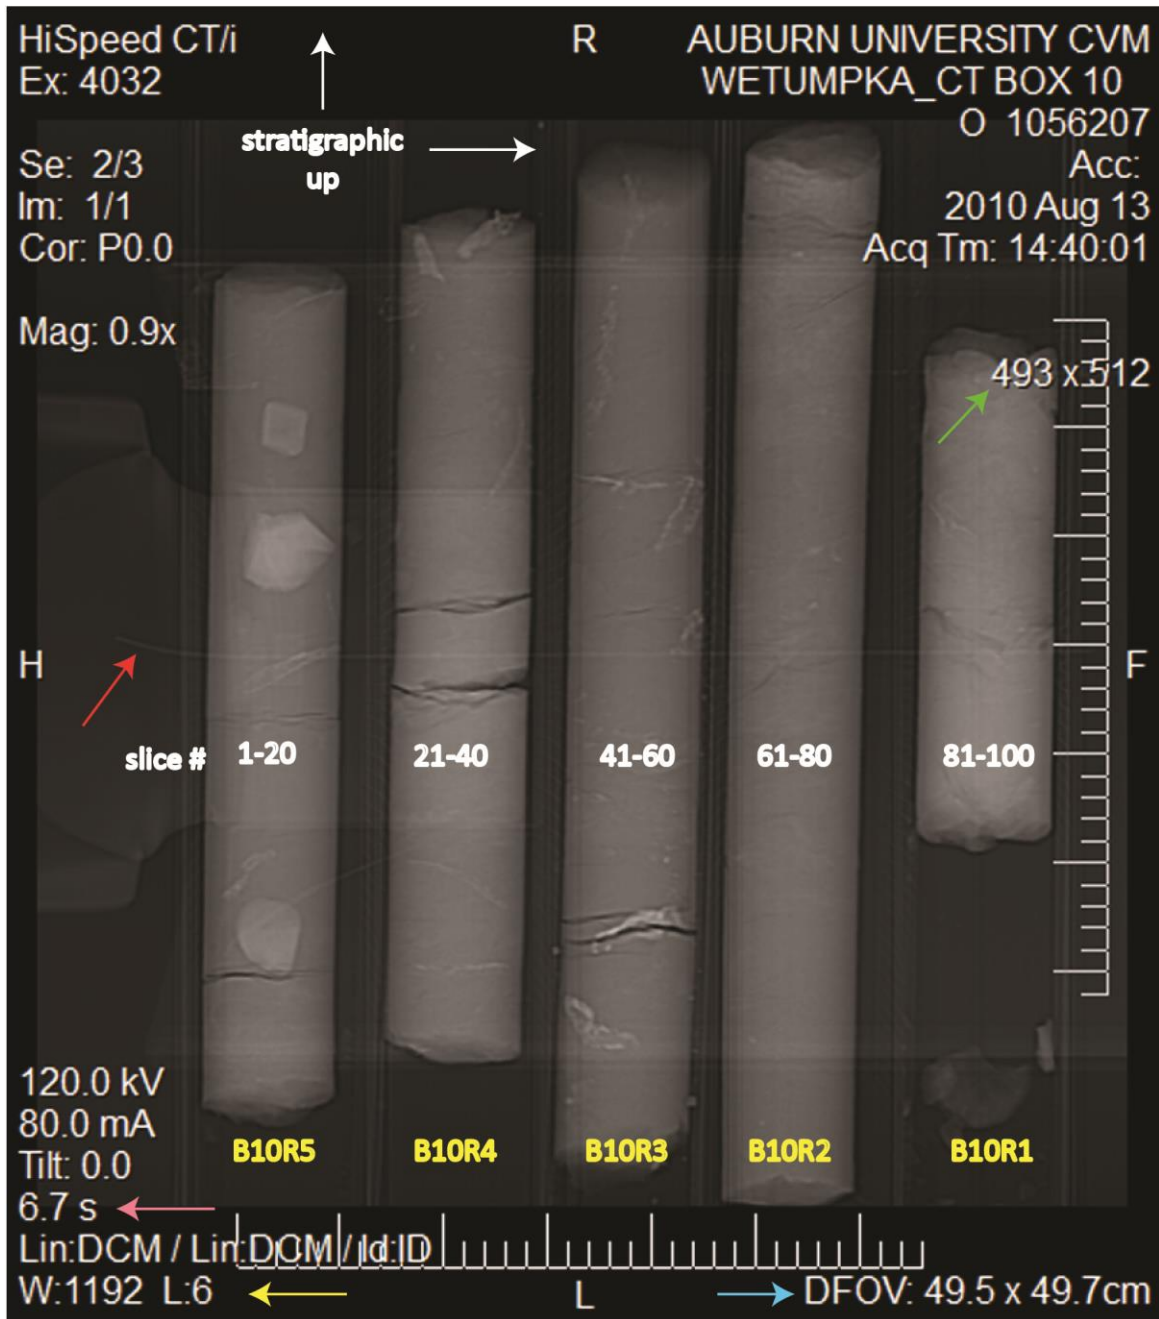 HiSpeed CT/i
Ex: 4032
R
AUBURN UNIVERSITY CVM
WETUMPKA_CT BOX 10
O 1056207
Acc:
2010 Aug 13
Acq Tm: 14:40:01
stratigraphic
up
Se: 2/3
Im: 1/1
Cor: P0.0
Mag: 0.9x
493 x 512
H
F
slice #
1-20
21-40
41-60
61-80
81-100
120.0 kV
80.0 mA
Tilt: 0.0
6.7 s
B10R5
B10R4
B10R3
B10R2
B10R1
Lin:DCM / Lin:DCM / Id:ID
W:1192 L:6
L
DFOV: 49.5 x 49.7cm